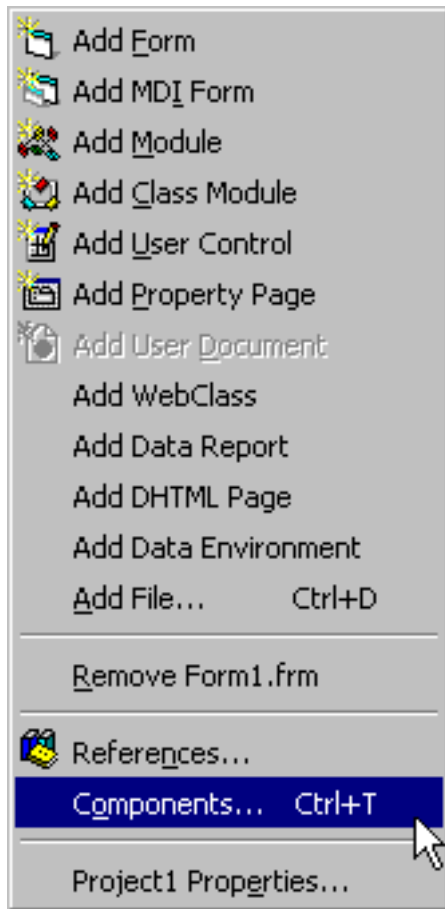 Add Form
Add MDI Form
Add Module
Add Class Module
Add User Control
Add Property Page
Add User Document
Add WebClass
Add Data Report
Add DHTML Page
Add Data Environment
Add File... Ctrl+D
Remove Form1.frm
References...
Components... Ctrl+T
Project1 Properties...